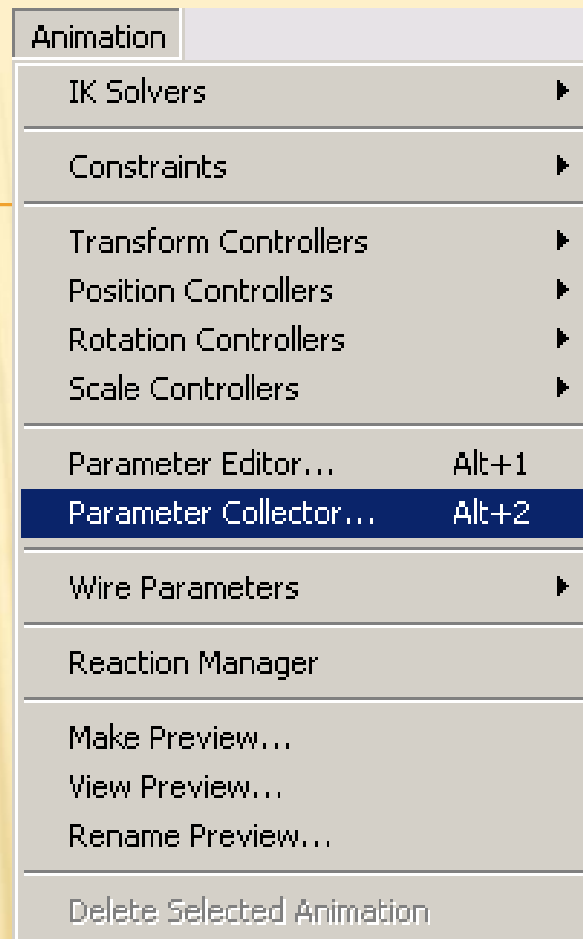 Animation
IK Solvers
Constraints
Transform Controllers
Position Controllers
Rotation Controllers
Scale Controllers
Parameter Editor... Alt+1
Parameter Collector... Alt+2
Wire Parameters
Reaction Manager
Make Preview...
View Preview...
Rename Preview...
Delete Selected Animation